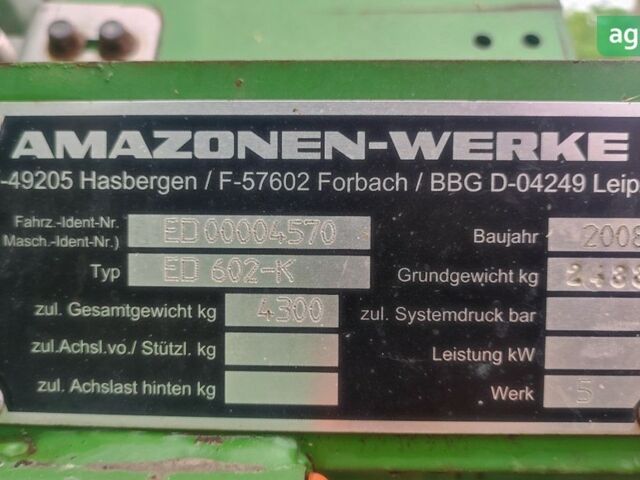 ag
AMAZONEN-WERKE
-49205 Hasbergen / F-57602 Forbach / BBG D-04249 Leip
Fahrz.-Ident-Nr. ED00004570 Baujahr 2008
Masch.-Ident-Nr.)
Typ ED 602-K Grundgewicht kg
zul. Gesamtgewicht kg 4300 zul. Systemdruck bar
zul.Achsl.vo./ Stützl. kg Leistung kW
zul. Achslast hinten kg Werk 5